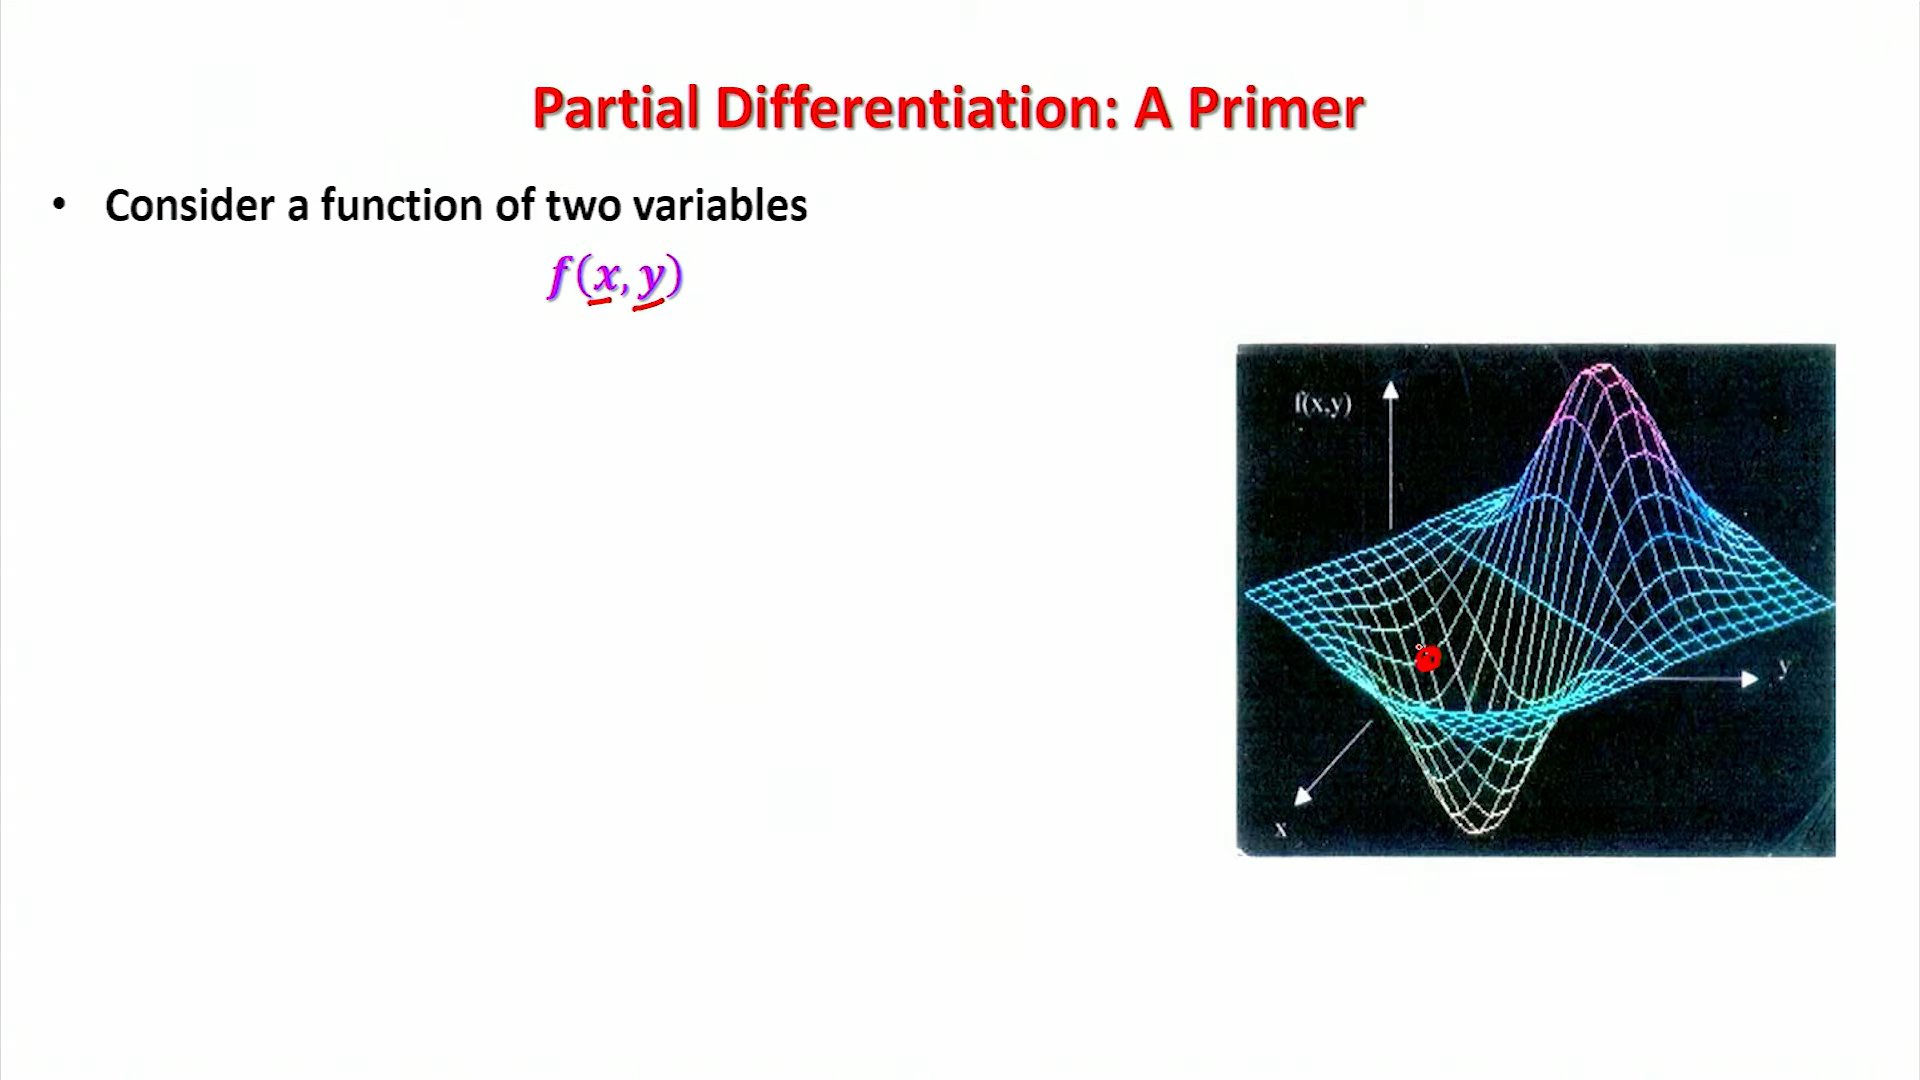 Partial Differentiation: A Primer
• Consider a function of two variables
f(x, y)
f(x,y)
y
x